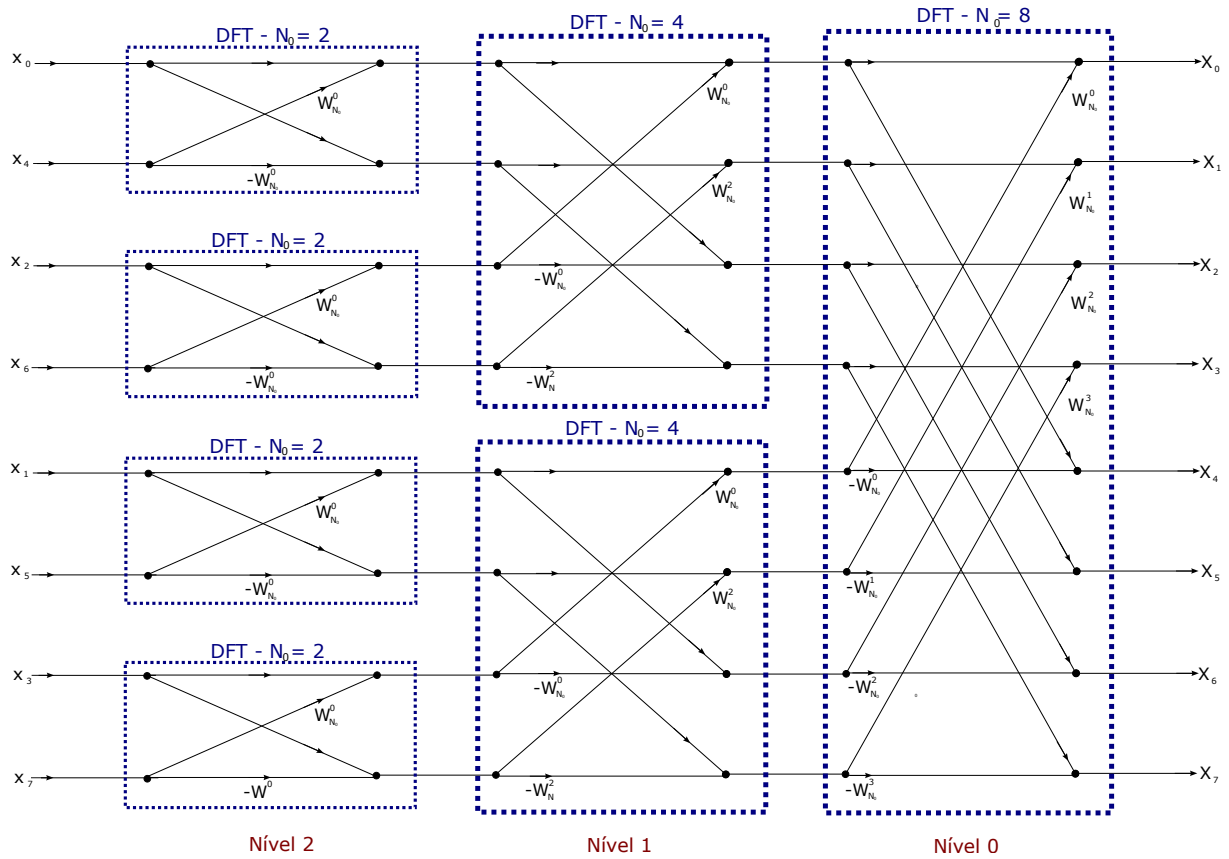 DFT - N₀= 2
DFT - N₀= 4
DFT - N₀= 8
x₀
W⁰N₀
W⁰N₀
W⁰N₀
X₀
x₄
-W⁰N₀
W²N₀
W¹N₀
X₁
DFT - N₀= 2
x₂
W⁰N₀
-W⁰N₀
W²N₀
X₂
x₆
-W⁰N₀
-W²N
W³N₀
X₃
DFT - N₀= 2
DFT - N₀= 4
x₁
W⁰N₀
W⁰N₀
-W⁰N₀
X₄
x₅
-W⁰N₀
W²N₀
-W¹N₀
X₅
DFT - N₀= 2
x₃
W⁰N₀
-W⁰N₀
-W²N₀
X₆
x₇
-W⁰
-W²N
-W³N₀
X₇
Nível 2
Nível 1
Nível 0